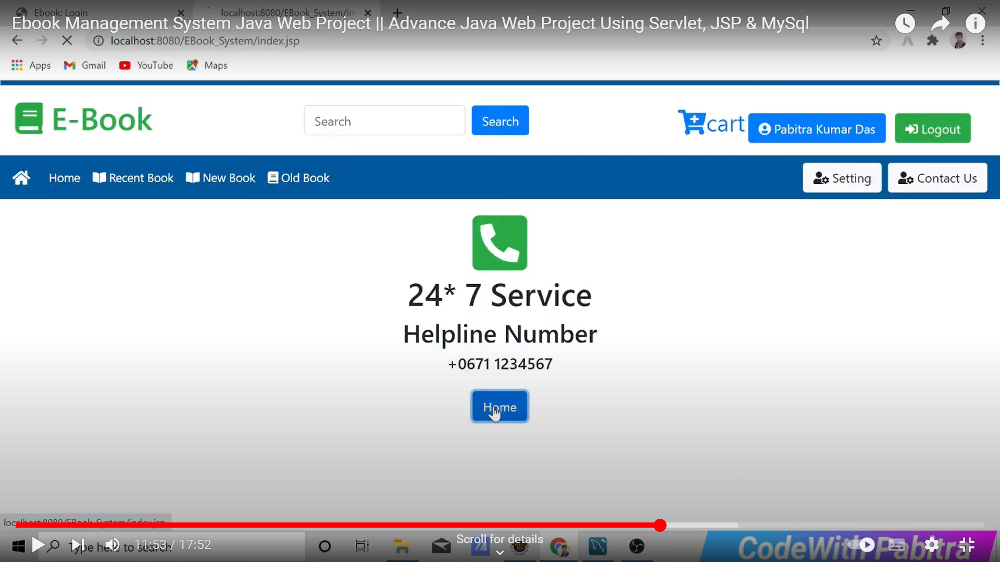 Ebook: Login
localhost:8080/EBook_System/in
Ebook Management System Java Web Project || Advance Java Web Project Using Servlet, JSP & MySql
localhost:8080/EBook_System/index.jsp
Apps Gmail YouTube Maps
E-Book
Search Search
cart Pabitra Kumar Das Logout
Home Recent Book New Book Old Book
Setting Contact Us
24* 7 Service
Helpline Number
+0671 1234567
Home
localhost:8080/EBook_System/index.jsp
Type here to search
11:53 / 17:52
Scroll for details
CodeWith Pabitra